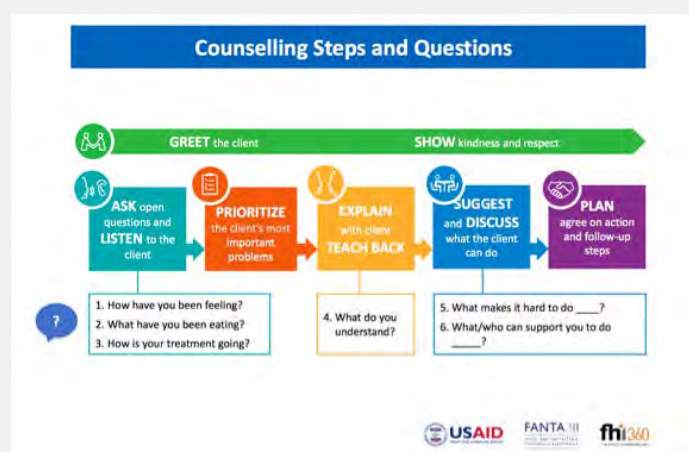 Counselling Steps and Questions
GREET the client
SHOW kindness and respect
ASK open
questions and
LISTEN to the
client
PRIORITIZE
the client's most
important
problems
EXPLAIN
with client
TEACH BACK
SUGGEST
and DISCUSS
what the client
can do
PLAN
agree on action
and follow-up
steps
?
1. How have you been feeling?
2. What have you been eating?
3. How is your treatment going?
4. What do you
understand?
5. What makes it hard to do ____?
6. What/who can support you to do
_____?
USAID
FANTA III
fhi360